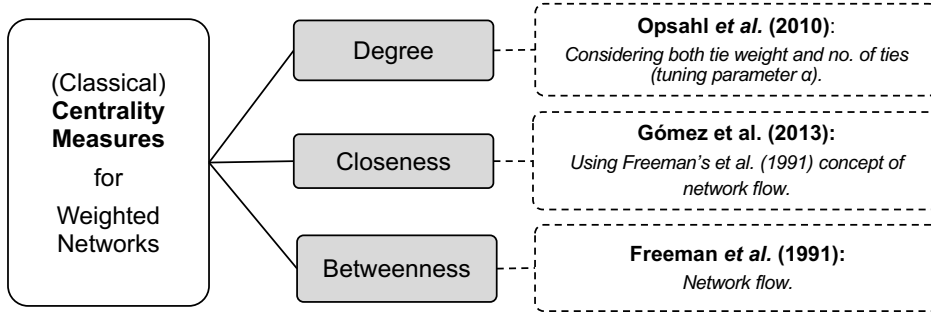 (Classical)
Centrality
Measures
for
Weighted
Networks
Degree
Opsahl et al. (2010):
Considering both tie weight and no. of ties
(tuning parameter α).
Closeness
Gómez et al. (2013):
Using Freeman's et al. (1991) concept of
network flow.
Betweenness
Freeman et al. (1991):
Network flow.